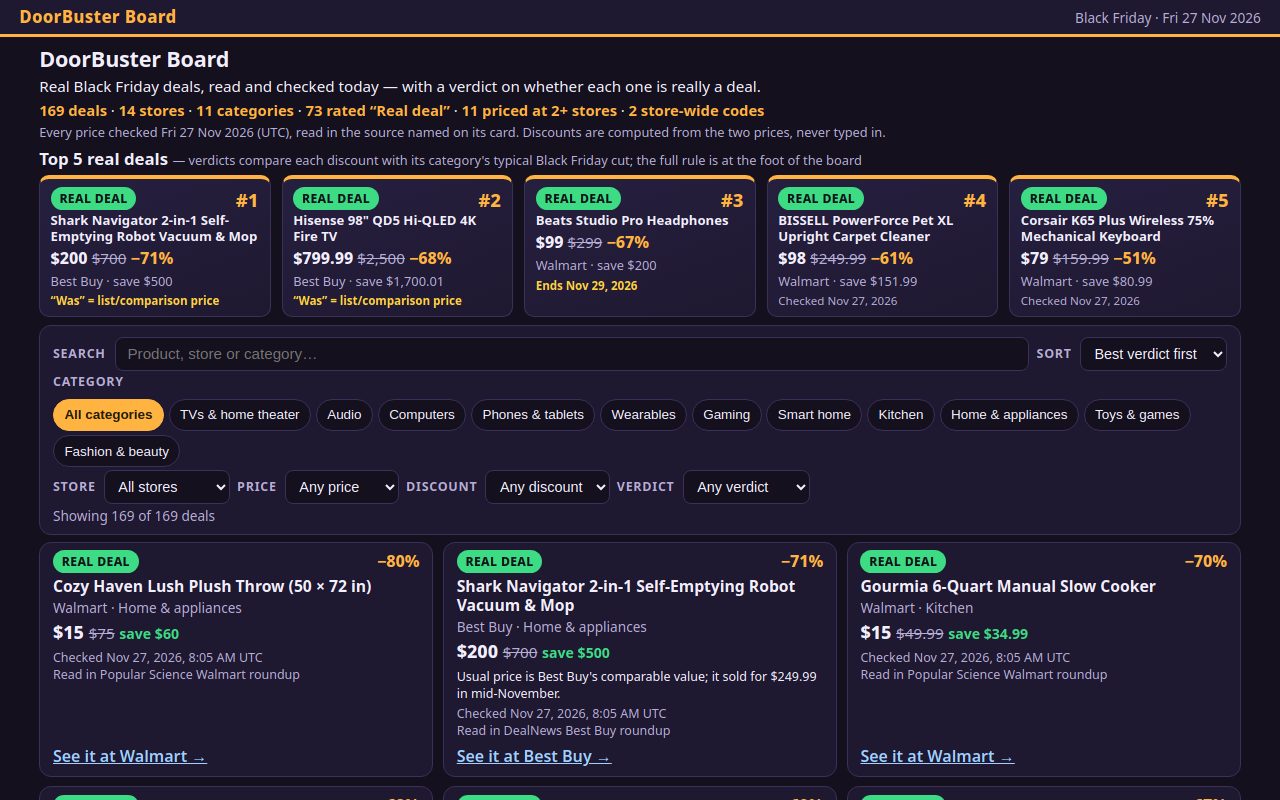 DoorBuster Board
Black Friday · Fri 27 Nov 2026
DoorBuster Board
Real Black Friday deals, read and checked today — with a verdict on whether each one is really a deal.
169 deals · 14 stores · 11 categories · 73 rated “Real deal” · 11 priced at 2+ stores · 2 store-wide codes
Every price checked Fri 27 Nov 2026 (UTC), read in the source named on its card. Discounts are computed from the two prices, never typed in.
Top 5 real deals — verdicts compare each discount with its category's typical Black Friday cut; the full rule is at the foot of the board
REAL DEAL
#1
Shark Navigator 2-in-1 Self-
Emptying Robot Vacuum & Mop
$200 $700 −71%
Best Buy · save $500
“Was” = list/comparison price
REAL DEAL
#2
Hisense 98" QD5 Hi-QLED 4K
Fire TV
$799.99 $2,500 −68%
Best Buy · save $1,700.01
“Was” = list/comparison price
REAL DEAL
#3
Beats Studio Pro Headphones
$99 $299 −67%
Walmart · save $200
Ends Nov 29, 2026
REAL DEAL
#4
BISSELL PowerForce Pet XL
Upright Carpet Cleaner
$98 $249.99 −61%
Walmart · save $151.99
Checked Nov 27, 2026
REAL DEAL
#5
Corsair K65 Plus Wireless 75%
Mechanical Keyboard
$79 $159.99 −51%
Walmart · save $80.99
Checked Nov 27, 2026
SEARCH
Product, store or category…
SORT
Best verdict first
CATEGORY
All categories
TVs & home theater
Audio
Computers
Phones & tablets
Wearables
Gaming
Smart home
Kitchen
Home & appliances
Toys & games
Fashion & beauty
STORE
All stores
PRICE
Any price
DISCOUNT
Any discount
VERDICT
Any verdict
Showing 169 of 169 deals
REAL DEAL
−80%
Cozy Haven Lush Plush Throw (50 × 72 in)
Walmart · Home & appliances
$15 $75 save $60
Checked Nov 27, 2026, 8:05 AM UTC
Read in Popular Science Walmart roundup
See it at Walmart →
REAL DEAL
−71%
Shark Navigator 2-in-1 Self-Emptying Robot
Vacuum & Mop
Best Buy · Home & appliances
$200 $700 save $500
Usual price is Best Buy's comparable value; it sold for $249.99
in mid-November.
Checked Nov 27, 2026, 8:05 AM UTC
Read in DealNews Best Buy roundup
See it at Best Buy →
REAL DEAL
−70%
Gourmia 6-Quart Manual Slow Cooker
Walmart · Kitchen
$15 $49.99 save $34.99
Checked Nov 27, 2026, 8:05 AM UTC
Read in Popular Science Walmart roundup
See it at Walmart →